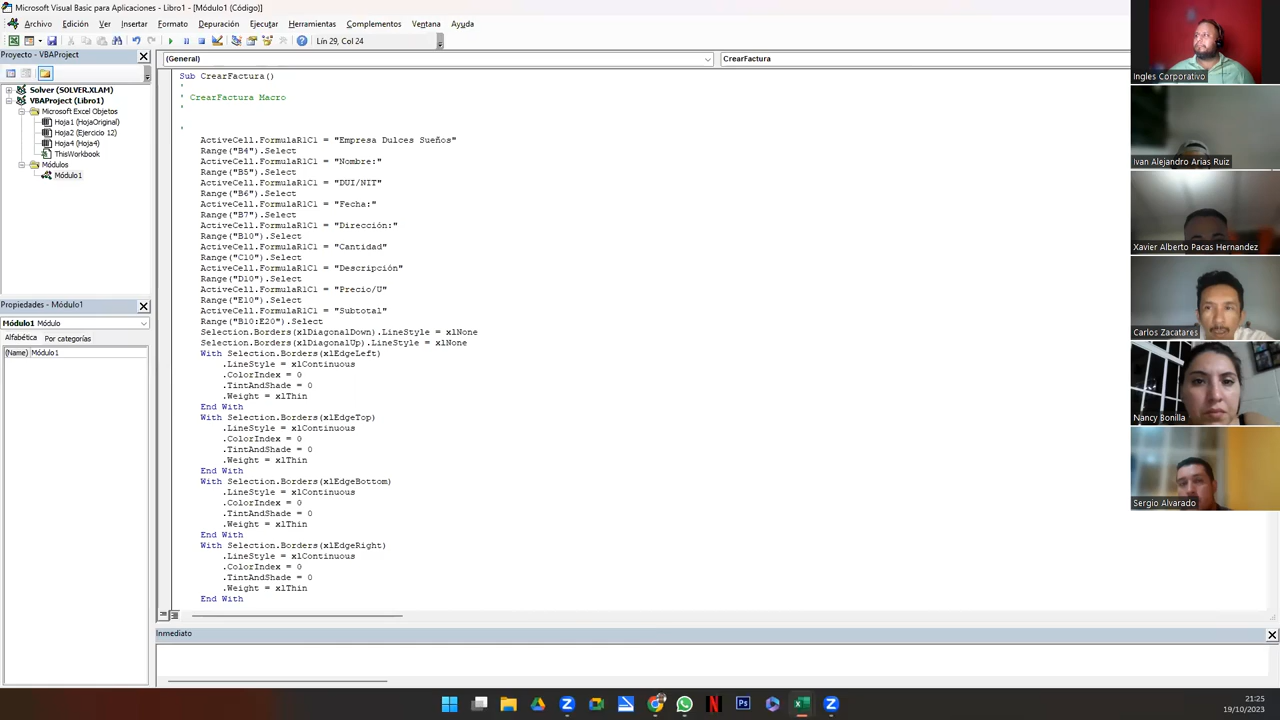 Microsoft Visual Basic para Aplicaciones - Libro1 - [Módulo1 (Código)]
Archivo Edición Ver Insertar Formato Depuración Ejecutar Herramientas Complementos Ventana Ayuda
Lín 29, Col 24
Proyecto - VBAProject
Solver (SOLVER.XLAM)
VBAProject (Libro1)
Microsoft Excel Objetos
Hoja1 (HojaOriginal)
Hoja2 (Ejercicio 12)
Hoja4 (Hoja4)
ThisWorkbook
Módulos
Módulo1
Propiedades - Módulo1
Módulo1 Módulo
Alfabética Por categorías
(Name) Módulo1
(General) CrearFactura
Sub CrearFactura()
'
' CrearFactura Macro
'
'
ActiveCell.FormulaR1C1 = "Empresa Dulces Sueños"
Range("B4").Select
ActiveCell.FormulaR1C1 = "Nombre:"
Range("B5").Select
ActiveCell.FormulaR1C1 = "DUI/NIT"
Range("B6").Select
ActiveCell.FormulaR1C1 = "Fecha:"
Range("B7").Select
ActiveCell.FormulaR1C1 = "Dirección:"
Range("B10").Select
ActiveCell.FormulaR1C1 = "Cantidad"
Range("C10").Select
ActiveCell.FormulaR1C1 = "Descripción"
Range("D10").Select
ActiveCell.FormulaR1C1 = "Precio/U"
Range("E10").Select
ActiveCell.FormulaR1C1 = "Subtotal"
Range("B10:E20").Select
Selection.Borders(xlDiagonalDown).LineStyle = xlNone
Selection.Borders(xlDiagonalUp).LineStyle = xlNone
With Selection.Borders(xlEdgeLeft)
.LineStyle = xlContinuous
.ColorIndex = 0
.TintAndShade = 0
.Weight = xlThin
End With
With Selection.Borders(xlEdgeTop)
.LineStyle = xlContinuous
.ColorIndex = 0
.TintAndShade = 0
.Weight = xlThin
End With
With Selection.Borders(xlEdgeBottom)
.LineStyle = xlContinuous
.ColorIndex = 0
.TintAndShade = 0
.Weight = xlThin
End With
With Selection.Borders(xlEdgeRight)
.LineStyle = xlContinuous
.ColorIndex = 0
.TintAndShade = 0
.Weight = xlThin
End With
Inmediato
Ingles Corporativo
Ivan Alejandro Arias Ruiz
Xavier Alberto Pacas Hernandez
Carlos Zacatares
Nancy Bonilla
Sergio Alvarado
21:25
19/10/2023